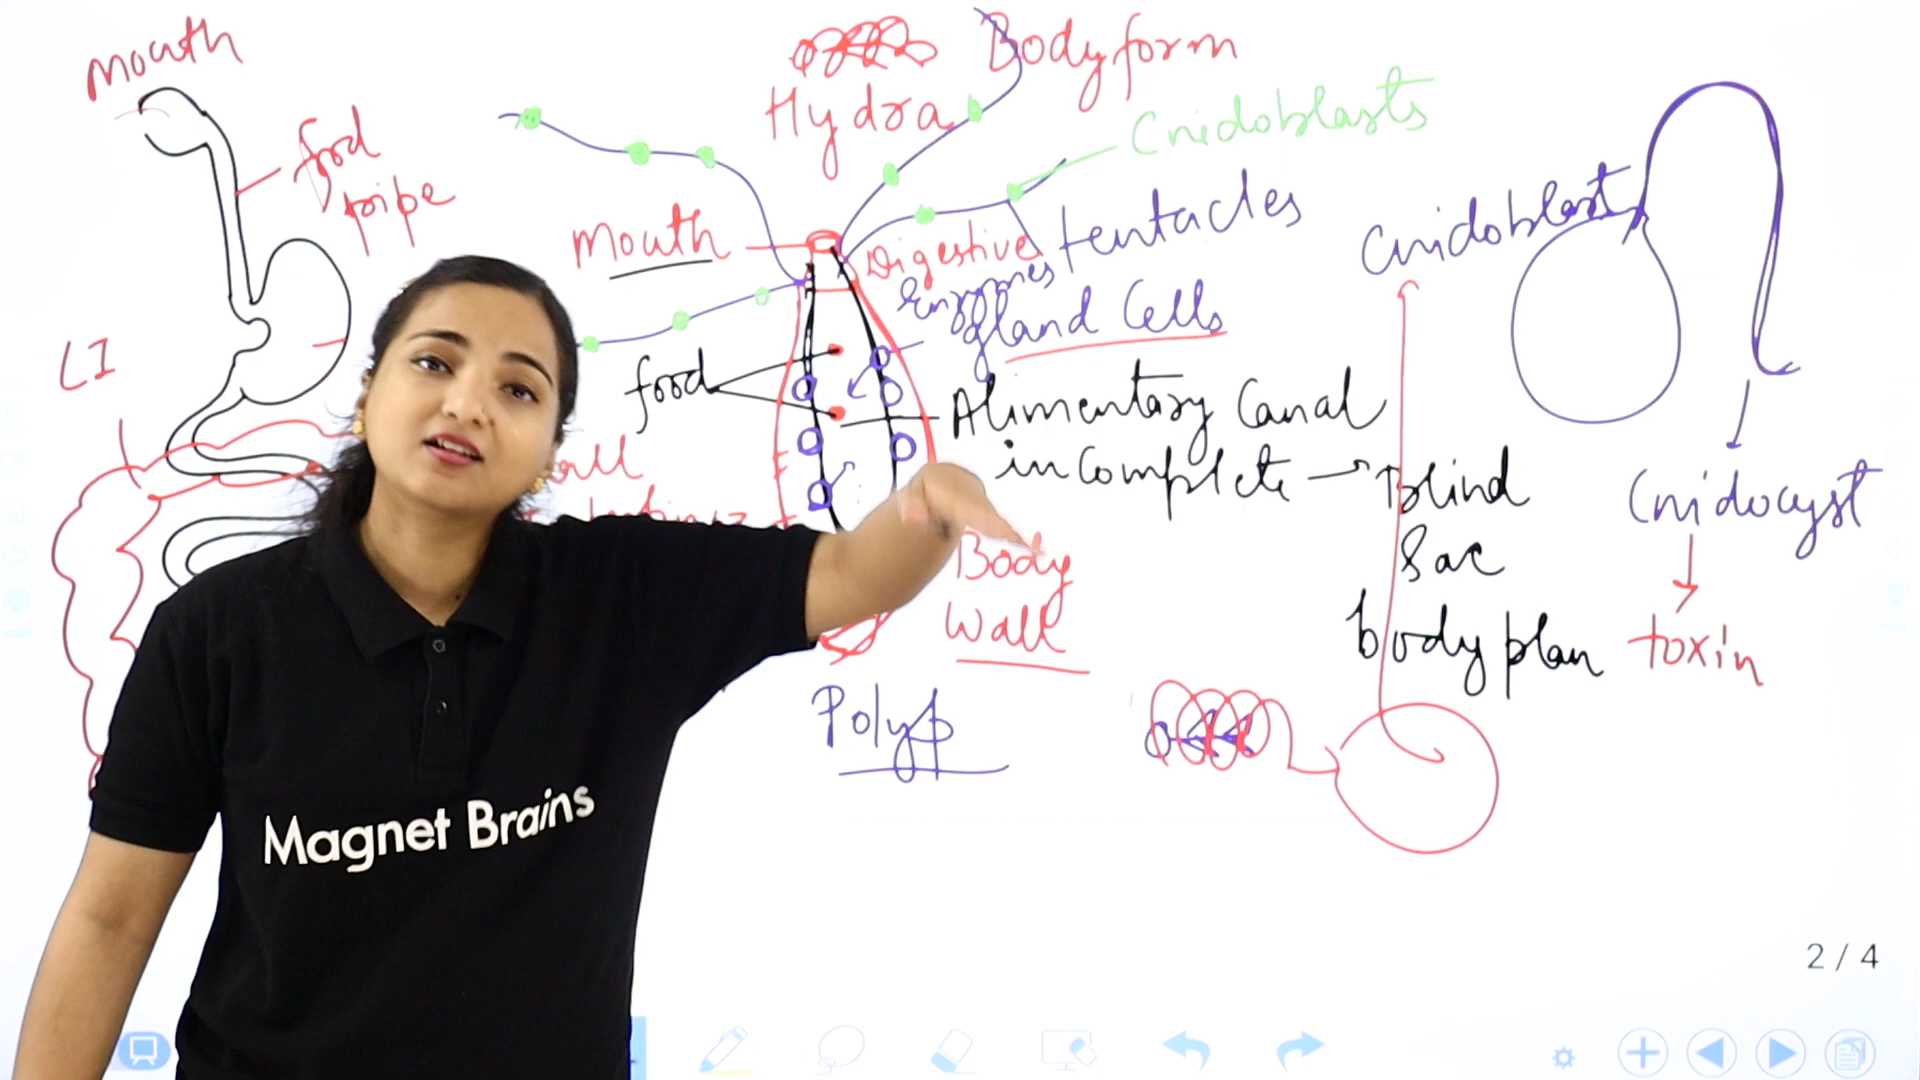 mouth
food
pipe
LI
Body form
Hydra
Cnidoblasts
mouth
tentacles
Digestive
Enzymes
gland Cells
food
Alimentary Canal
incomplete → Blind
Sac
body plan
Body
Wall
Polyp
Cnidoblast
Cnidocyst
toxin
Magnet Brains
2 / 4